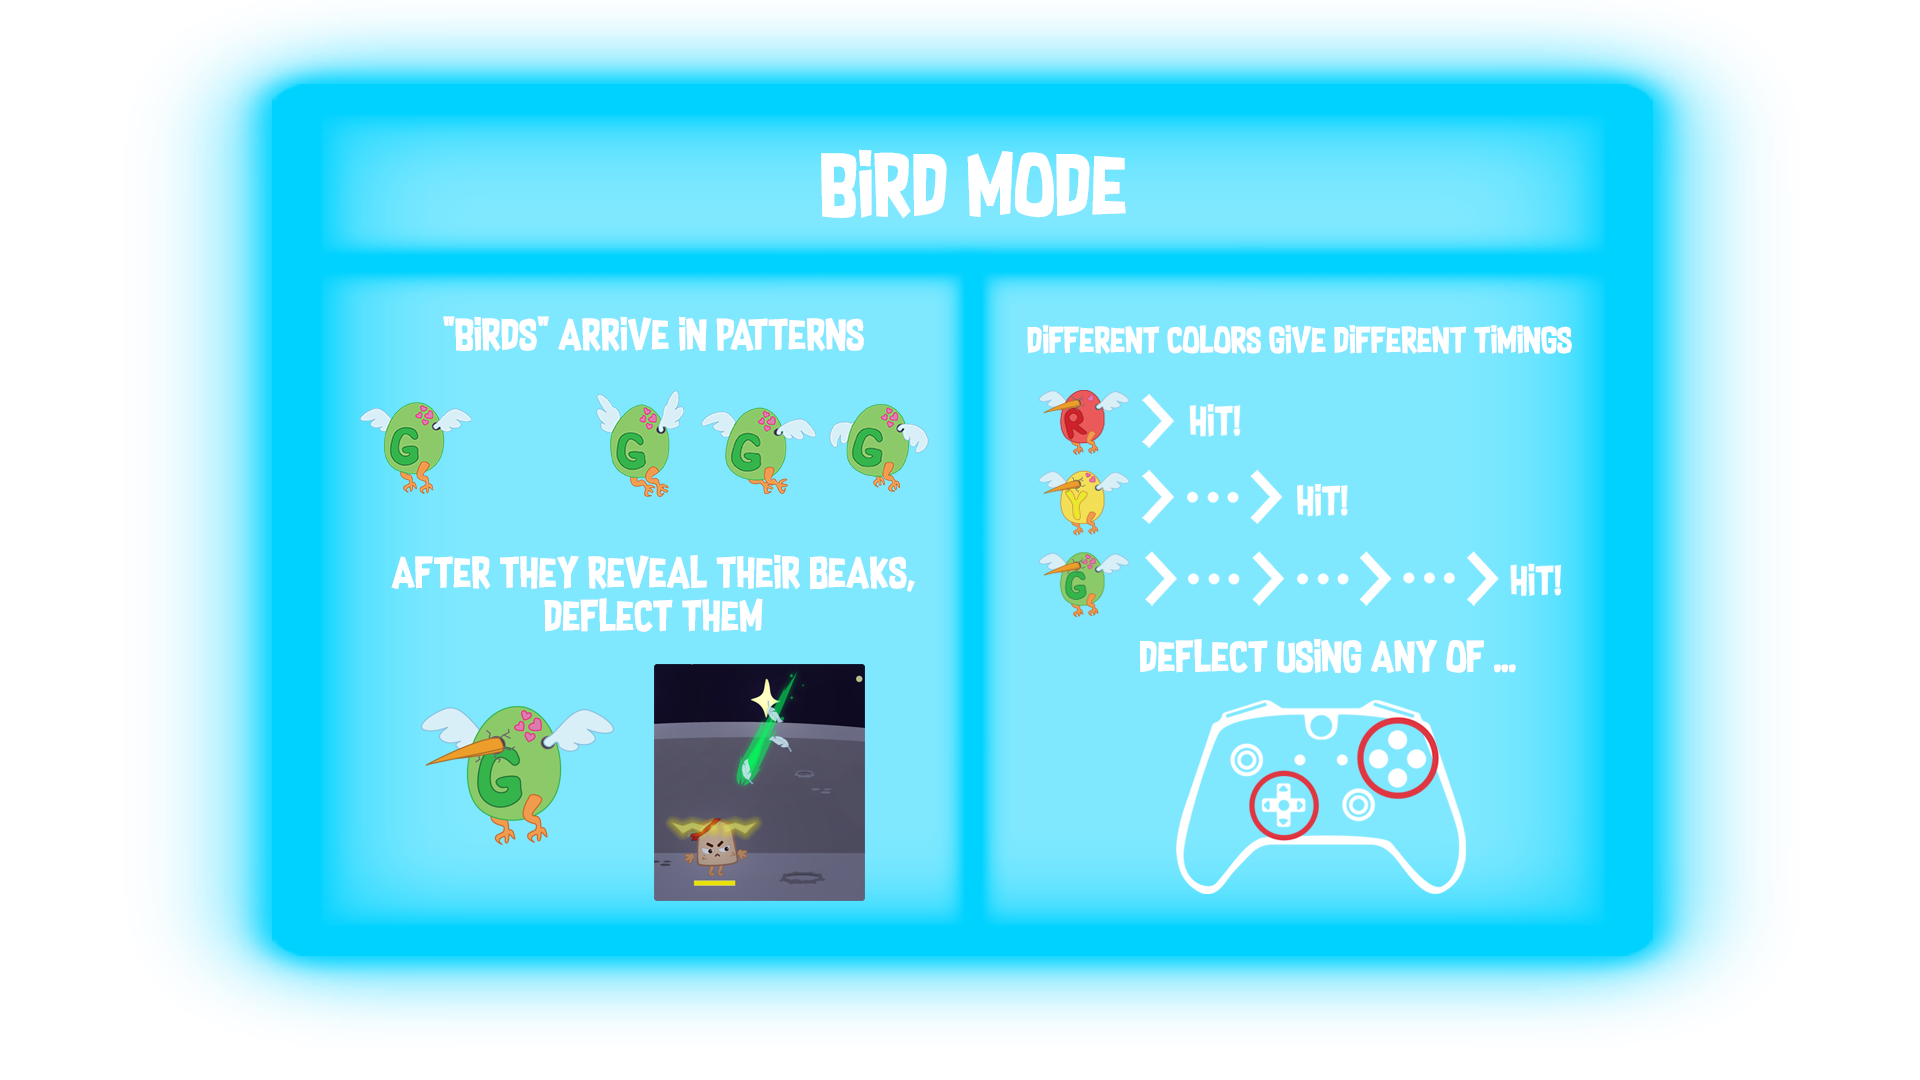 BIRD MODE
"BIRDS" ARRIVE IN PATTERNS
G G G G
AFTER THEY REVEAL THEIR BEAKS,
DEFLECT THEM
G
DIFFERENT COLORS GIVE DIFFERENT TIMINGS
R HIT!
Y ... HIT!
G ... ... ... HIT!
DEFLECT USING ANY OF ...